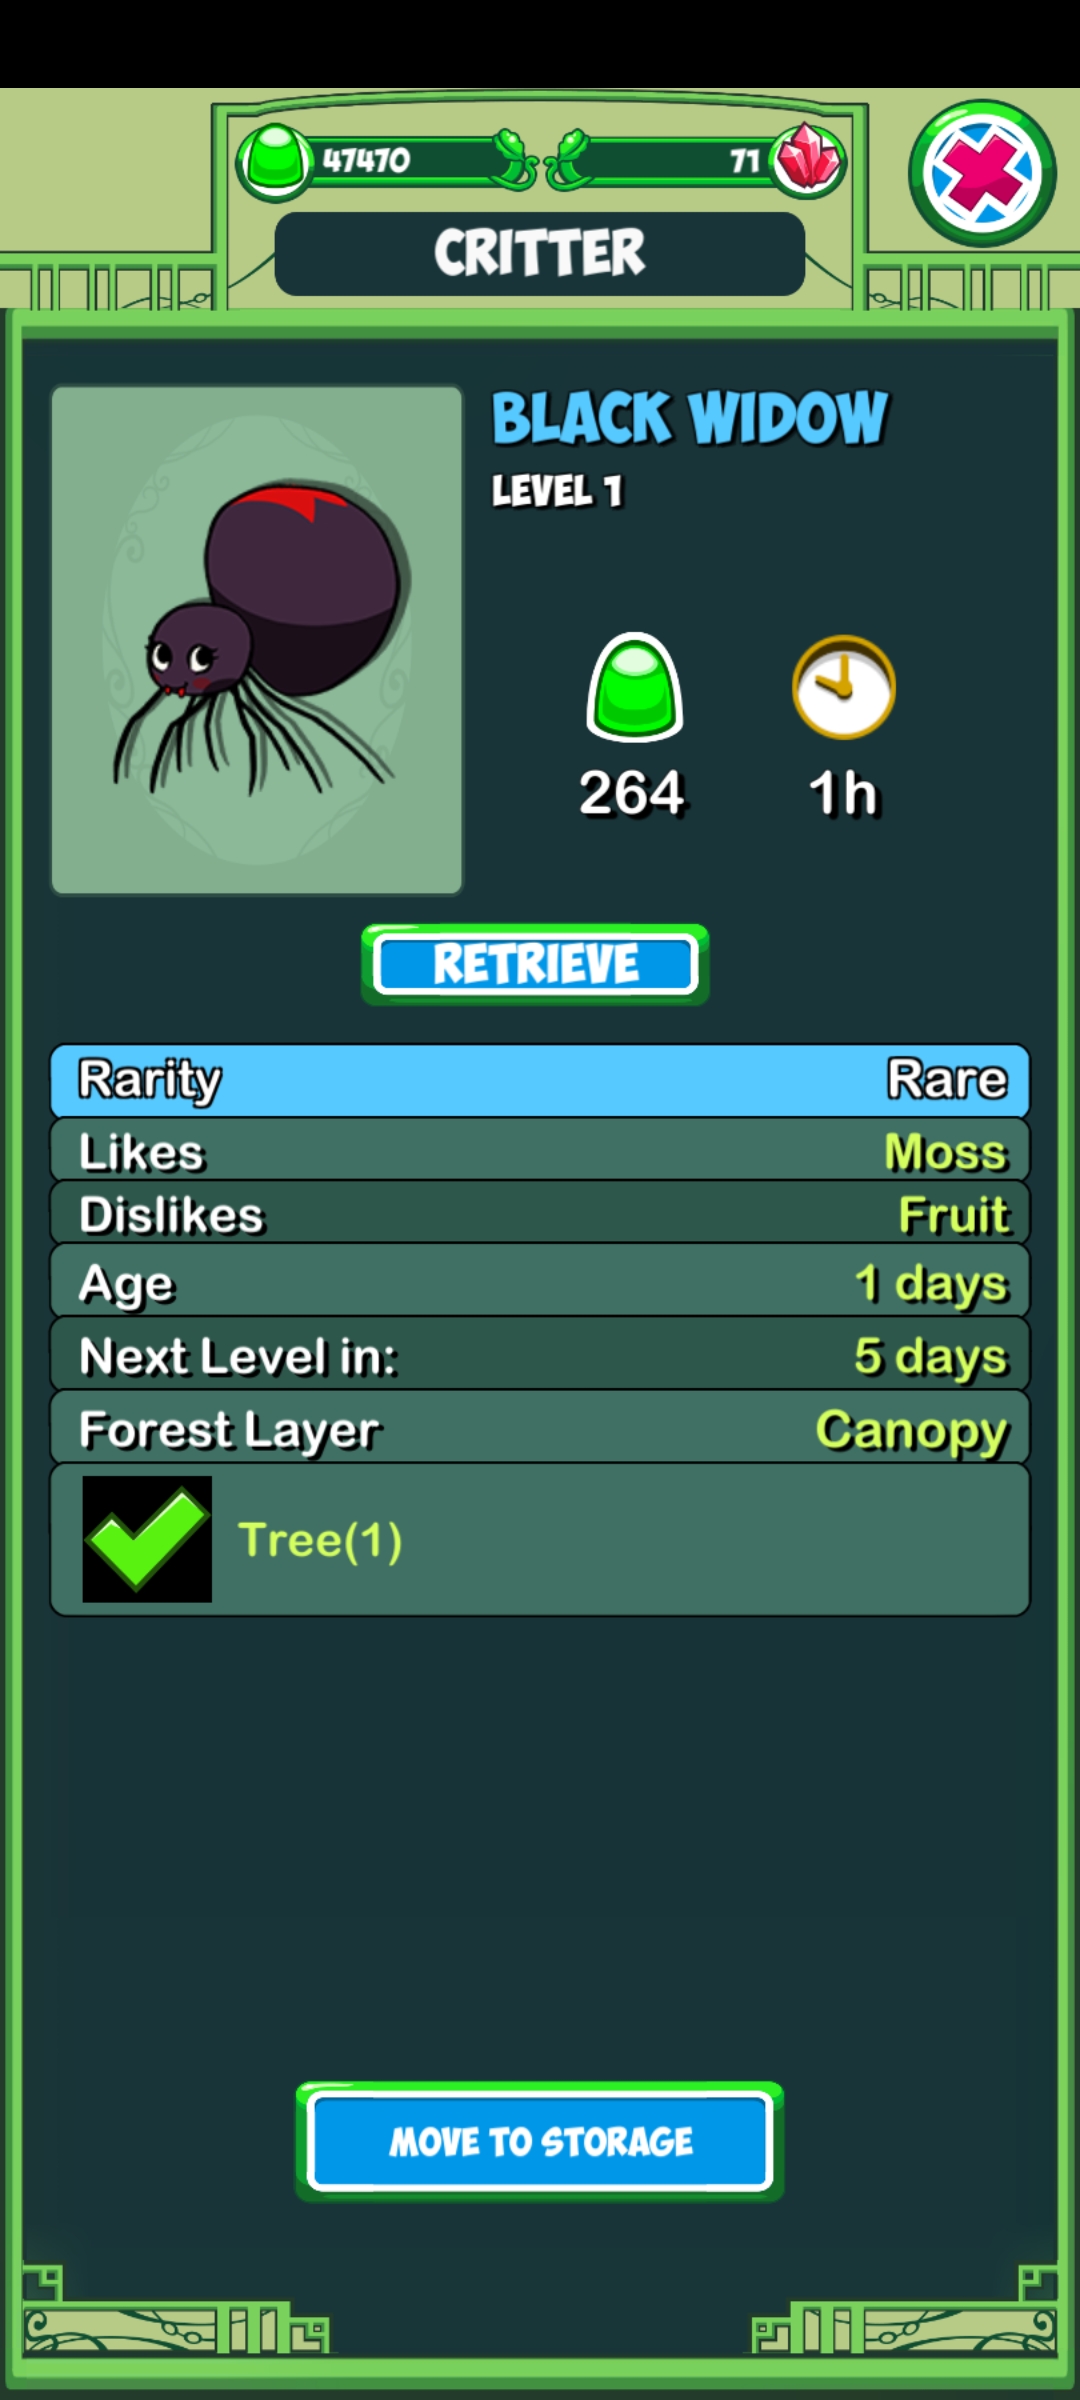 47470
71
CRITTER
BLACK WIDOW
LEVEL 1
264
1h
RETRIEVE
Rarity Rare
Likes Moss
Dislikes Fruit
Age 1 days
Next Level in: 5 days
Forest Layer Canopy
Tree(1)
MOVE TO STORAGE